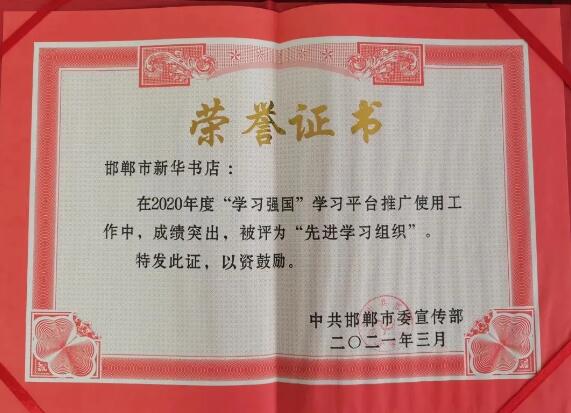 荣誉证书
邯郸市新华书店：
在2020年度“学习强国”学习平台推广使用工
作中，成绩突出，被评为“先进学习组织”。
特发此证，以资鼓励。
中共邯郸市委宣传部
二〇二一年三月